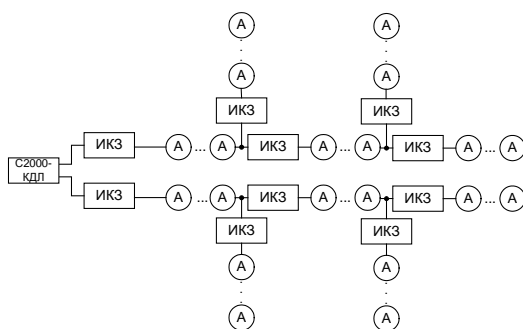 А А
А А
ИКЗ ИКЗ
ИКЗ А ... А ИКЗ А ... А ИКЗ А ... А
С2000-
КДЛ
ИКЗ А ... А ИКЗ А ... А ИКЗ А ... А
ИКЗ ИКЗ
А А
А А